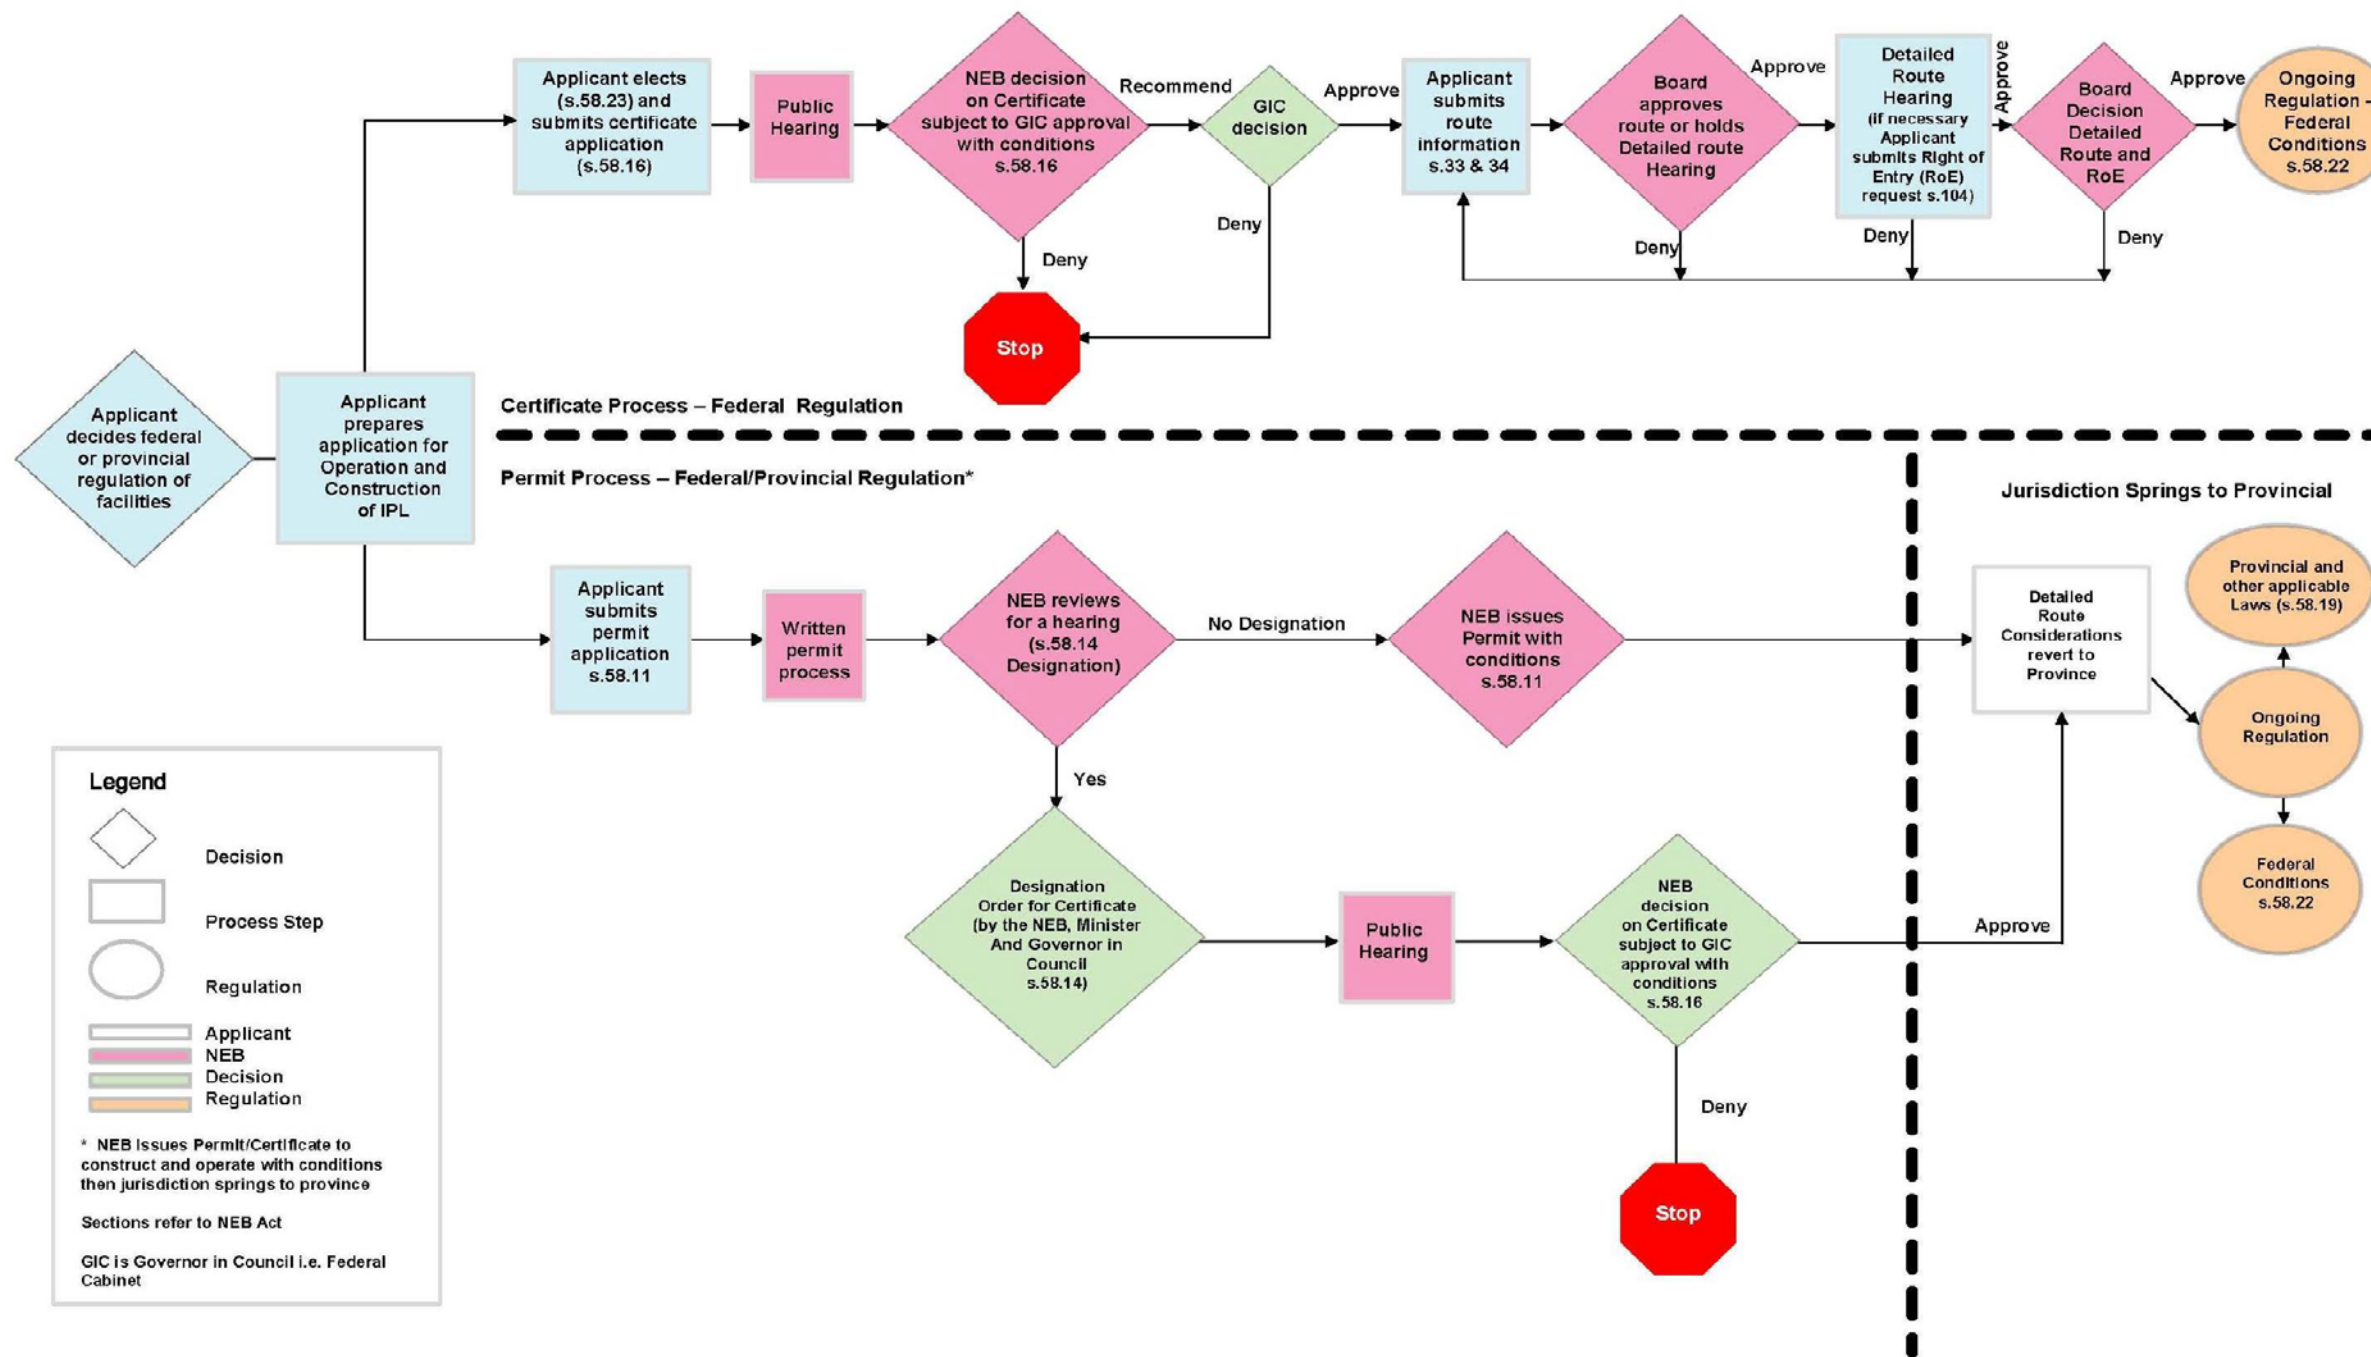 Applicant elects
(s.58.23) and
submits certificate
application
(s.58.16)
Public
Hearing
NEB decision
on Certificate
subject to GIC approval
with conditions
s.58.16
Recommend
Deny
Stop
GIC
decision
Approve
Deny
Applicant
submits
route
information
s.33 & 34
Board
approves
route or holds
Detailed route
Hearing
Approve
Deny
Detailed
Route
Hearing
(if necessary
Applicant
submits Right of
Entry (RoE)
request s.104)
Approve
Deny
Board
Decision
Detailed
Route and
RoE
Approve
Deny
Ongoing
Regulation -
Federal
Conditions
s.58.22
Applicant
decides federal
or provincial
regulation of
facilities
Applicant
prepares
application for
Operation and
Construction
of IPL
Certificate Process – Federal Regulation
Permit Process – Federal/Provincial Regulation*
Jurisdiction Springs to Provincial
Applicant
submits
permit
application
s.58.11
Written
permit
process
NEB reviews
for a hearing
(s.58.14
Designation)
No Designation
Yes
NEB issues
Permit with
conditions
s.58.11
Detailed
Route
Considerations
revert to
Province
Provincial and
other applicable
Laws (s.58.19)
Ongoing
Regulation
Federal
Conditions
s.58.22
Designation
Order for Certificate
(by the NEB, Minister
And Governor in
Council
s.58.14)
Public
Hearing
NEB
decision
on Certificate
subject to GIC
approval with
conditions
s.58.16
Approve
Deny
Stop
Legend
Decision
Process Step
Regulation
Applicant
NEB
Decision
Regulation
* NEB Issues Permit/Certificate to
construct and operate with conditions
then jurisdiction springs to province
Sections refer to NEB Act
GIC is Governor in Council i.e. Federal
Cabinet